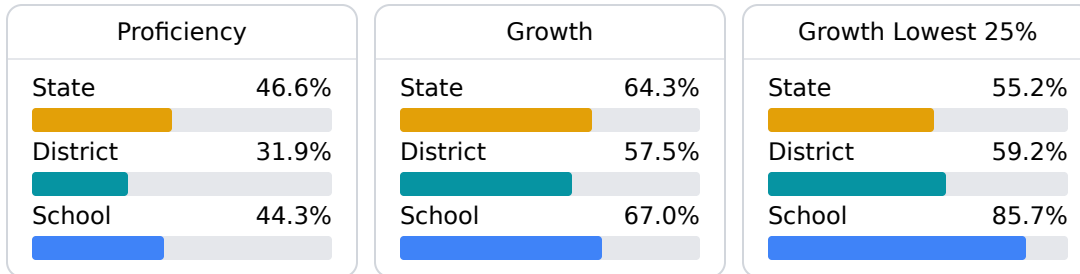 Proficiency
State 46.6%
District 31.9%
School 44.3%
Growth
State 64.3%
District 57.5%
School 67.0%
Growth Lowest 25%
State 55.2%
District 59.2%
School 85.7%